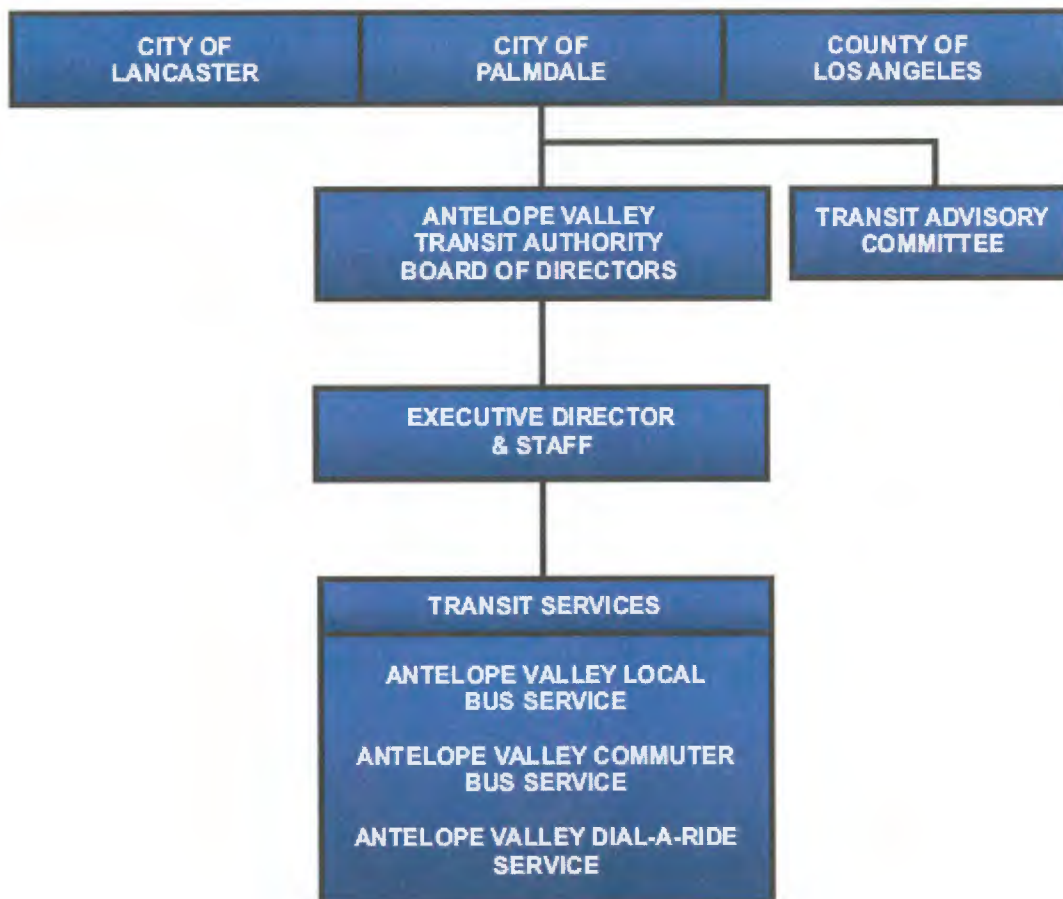 CITY OF
LANCASTER
CITY OF
PALMDALE
COUNTY OF
LOS ANGELES
ANTELOPE VALLEY
TRANSIT AUTHORITY
BOARD OF DIRECTORS
TRANSIT ADVISORY
COMMITTEE
EXECUTIVE DIRECTOR
& STAFF
TRANSIT SERVICES
ANTELOPE VALLEY LOCAL
BUS SERVICE
ANTELOPE VALLEY COMMUTER
BUS SERVICE
ANTELOPE VALLEY DIAL-A-RIDE
SERVICE